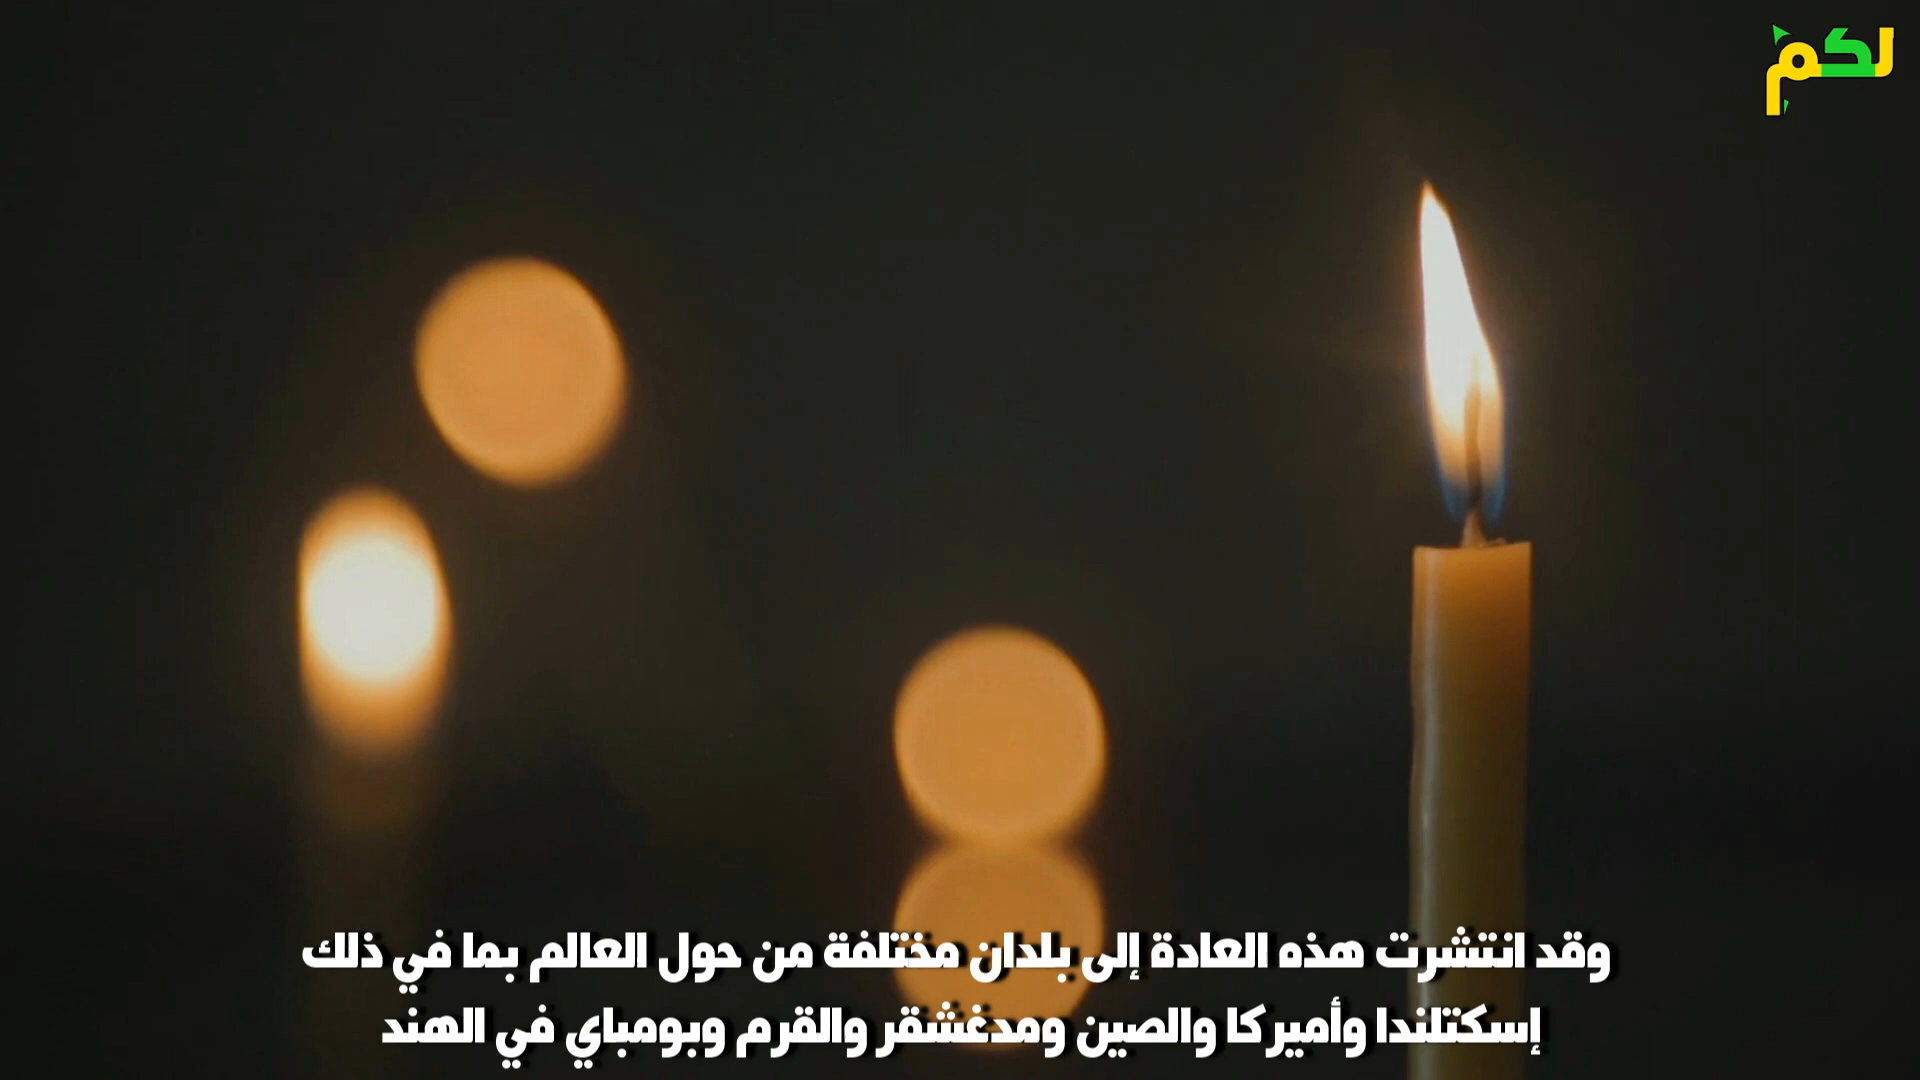 لكم
وقد انتشرت هذه العادة إلى بلدان مختلفة من حول العالم بما في ذلك
إسكتلندا وأميركا والصين ومدغشقر والقرم وبومباي في الهند